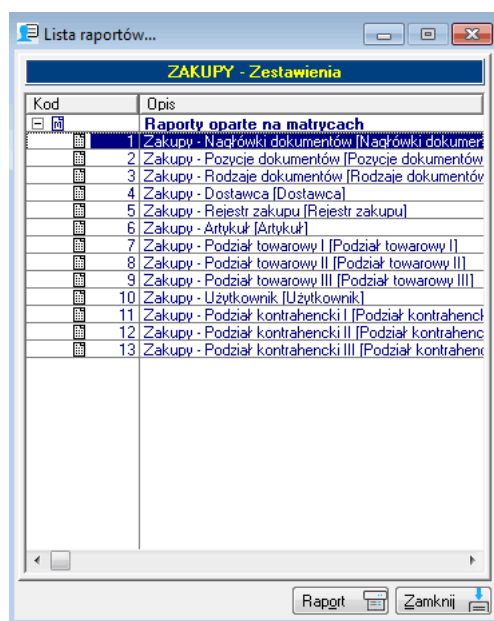 Lista raportów...
ZAKUPY - Zestawienia
Kod Opis
Raporty oparte na matrycach
1 Zakupy - Nagłówki dokumentów [Nagłówki dokumen
2 Zakupy - Pozycje dokumentów [Pozycje dokumentów
3 Zakupy - Rodzaje dokumentów [Rodzaje dokumentów
4 Zakupy - Dostawca [Dostawca]
5 Zakupy - Rejestr zakupu [Rejestr zakupu]
6 Zakupy - Artykuł [Artykuł]
7 Zakupy - Podział towarowy I [Podział towarowy I]
8 Zakupy - Podział towarowy II [Podział towarowy II]
9 Zakupy - Podział towarowy III [Podział towarowy III]
10 Zakupy - Użytkownik [Użytkownik]
11 Zakupy - Podział kontrahencki I [Podział kontrahenck
12 Zakupy - Podział kontrahencki II [Podział kontrahenc
13 Zakupy - Podział kontrahencki III [Podział kontrahenc
Raport Zamknij